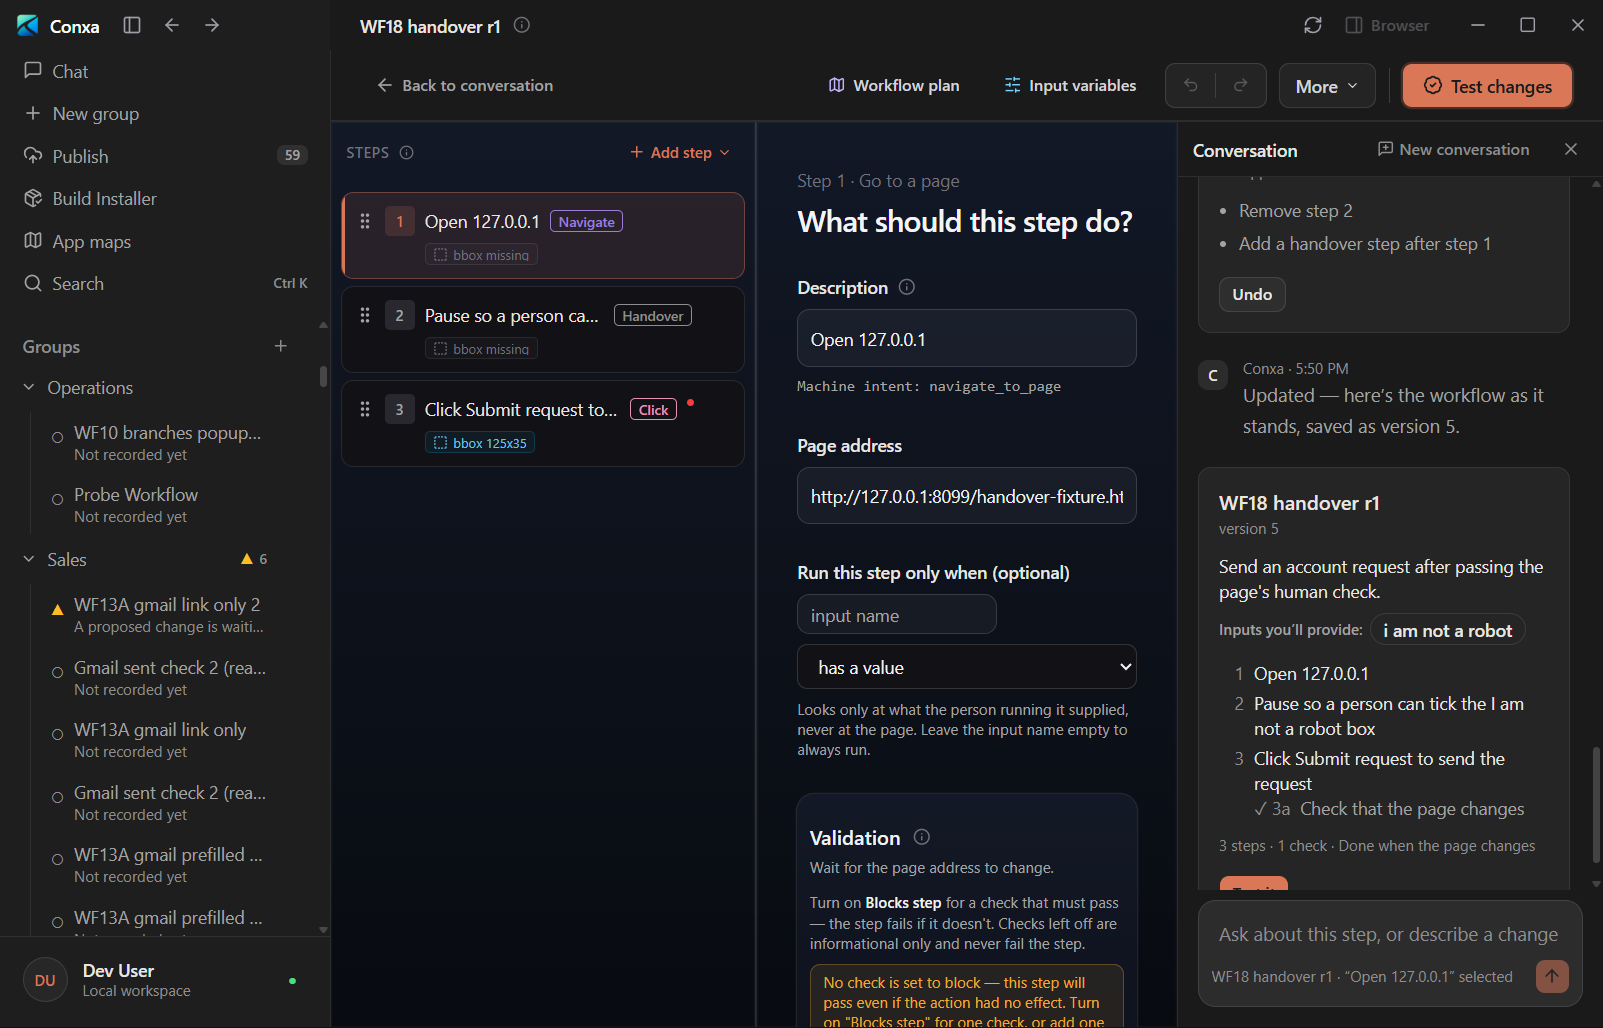 Conxa
WF18 handover r1
Browser
Chat
New group
Publish
59
Build Installer
App maps
Search
Ctrl K
Groups
Operations
WF10 branches popup...
Not recorded yet
Probe Workflow
Not recorded yet
Sales
6
WF13A gmail link only 2
A proposed change is waiti...
Gmail sent check 2 (rea...
Not recorded yet
WF13A gmail link only
Not recorded yet
Gmail sent check 2 (rea...
Not recorded yet
WF13A gmail prefilled ...
Not recorded yet
WF13A gmail prefilled ...
DU
Dev User
Local workspace
Back to conversation
Workflow plan
Input variables
More
Test changes
STEPS
Add step
1
Open 127.0.0.1
Navigate
bbox missing
2
Pause so a person ca...
Handover
bbox missing
3
Click Submit request to...
Click
bbox 125x35
Step 1 · Go to a page
What should this step do?
Description
Open 127.0.0.1
Machine intent: navigate_to_page
Page address
http://127.0.0.1:8099/handover-fixture.ht
Run this step only when (optional)
input name
has a value
Looks only at what the person running it supplied,
never at the page. Leave the input name empty to
always run.
Validation
Wait for the page address to change.
Turn on Blocks step for a check that must pass
— the step fails if it doesn't. Checks left off are
informational only and never fail the step.
No check is set to block — this step will
pass even if the action had no effect. Turn
on "Blocks step" for one check, or add one
Conversation
New conversation
• Remove step 2
• Add a handover step after step 1
Undo
C
Conxa · 5:50 PM
Updated — here’s the workflow as it
stands, saved as version 5.
WF18 handover r1
version 5
Send an account request after passing the
page's human check.
Inputs you’ll provide: i am not a robot
1 Open 127.0.0.1
2 Pause so a person can tick the I am
not a robot box
3 Click Submit request to send the
request
✓ 3a Check that the page changes
3 steps · 1 check · Done when the page changes
Ask about this step, or describe a change
WF18 handover r1 · “Open 127.0.0.1” selected